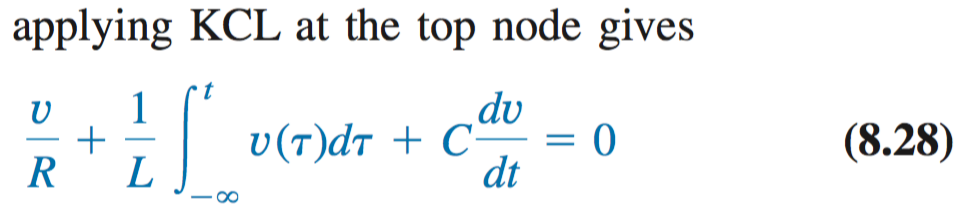 applying KCL at the top node gives
v/R + 1/L ∫_{-∞}^{t} v(τ)dτ + C dv/dt = 0 (8.28)